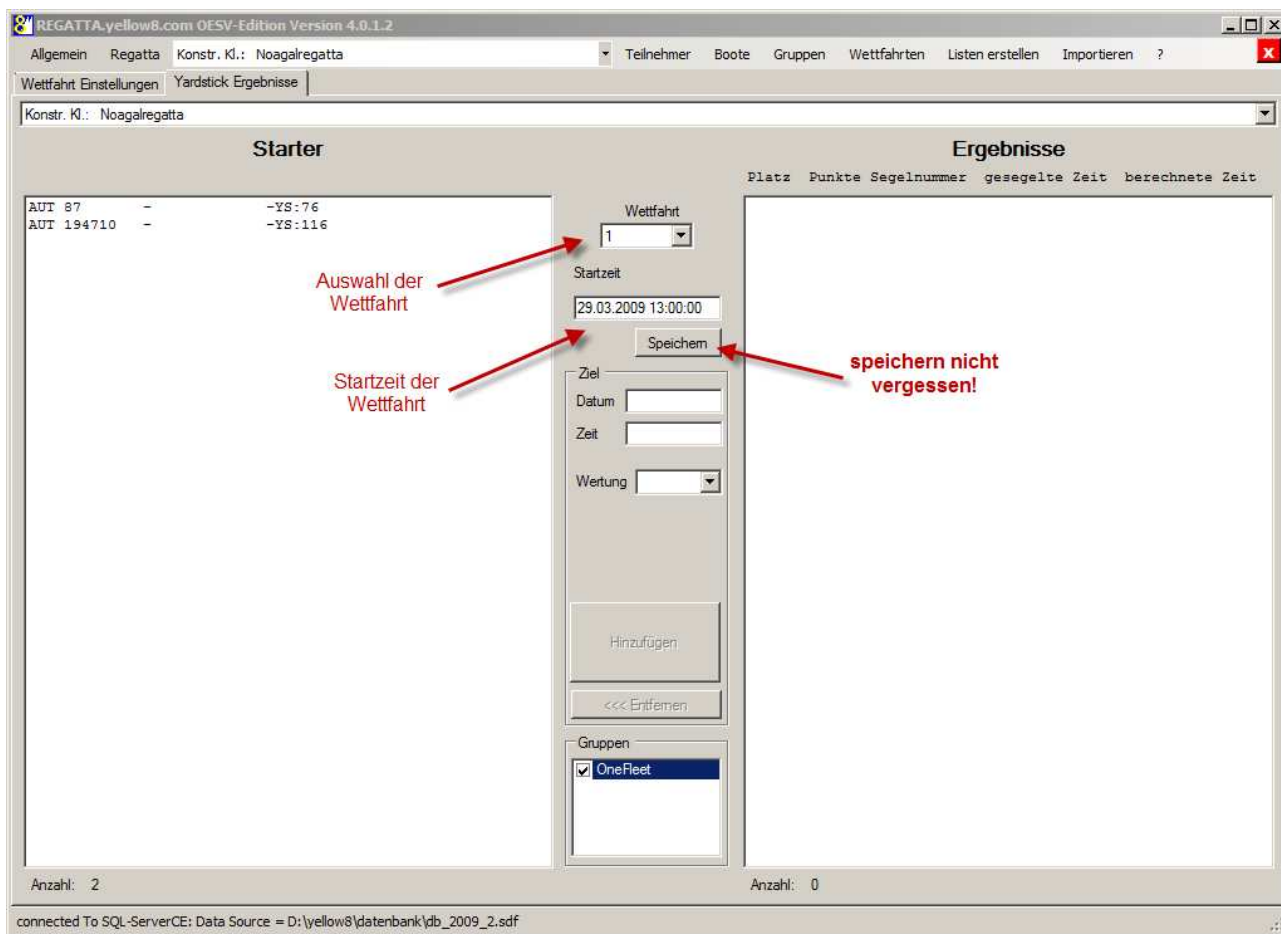 REGATTA.yellow8.com OESV-Edition Version 4.0.1.2
Allgemein Regatta Konstr. Kl.: Noagalregatta Teilnehmer Boote Gruppen Wettfahrten Listen erstellen Importieren ? X
Wettfahrt Einstellungen Yardstick Ergebnisse
Konstr. Kl.: Noagalregatta
Starter
Ergebnisse
Platz Punkte Segelnummer gesegelte Zeit berechnete Zeit
AUT 87 - -YS:76
AUT 194710 - -YS:116
Wettfahrt
1
Auswahl der
Wettfahrt
Startzeit
29.03.2009 13:00:00
Speichern
speichern nicht
vergessen!
Startzeit der
Wettfahrt
Ziel
Datum
Zeit
Wertung
Hinzufügen
<<< Entfernen
Gruppen
OneFleet
Anzahl: 2
Anzahl: 0
connected To SQL-ServerCE: Data Source = D:\yellow8\datenbank\db_2009_2.sdf